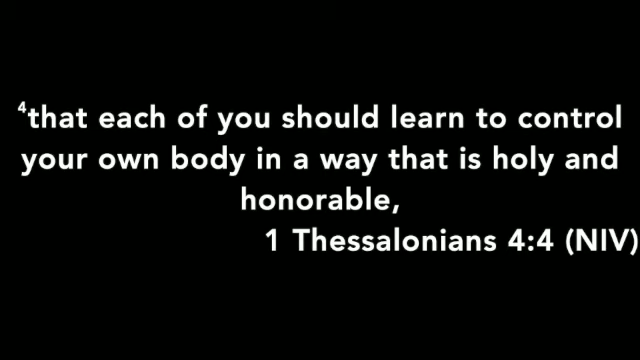 ⁴that each of you should learn to control
your own body in a way that is holy and
honorable,
1 Thessalonians 4:4 (NIV)